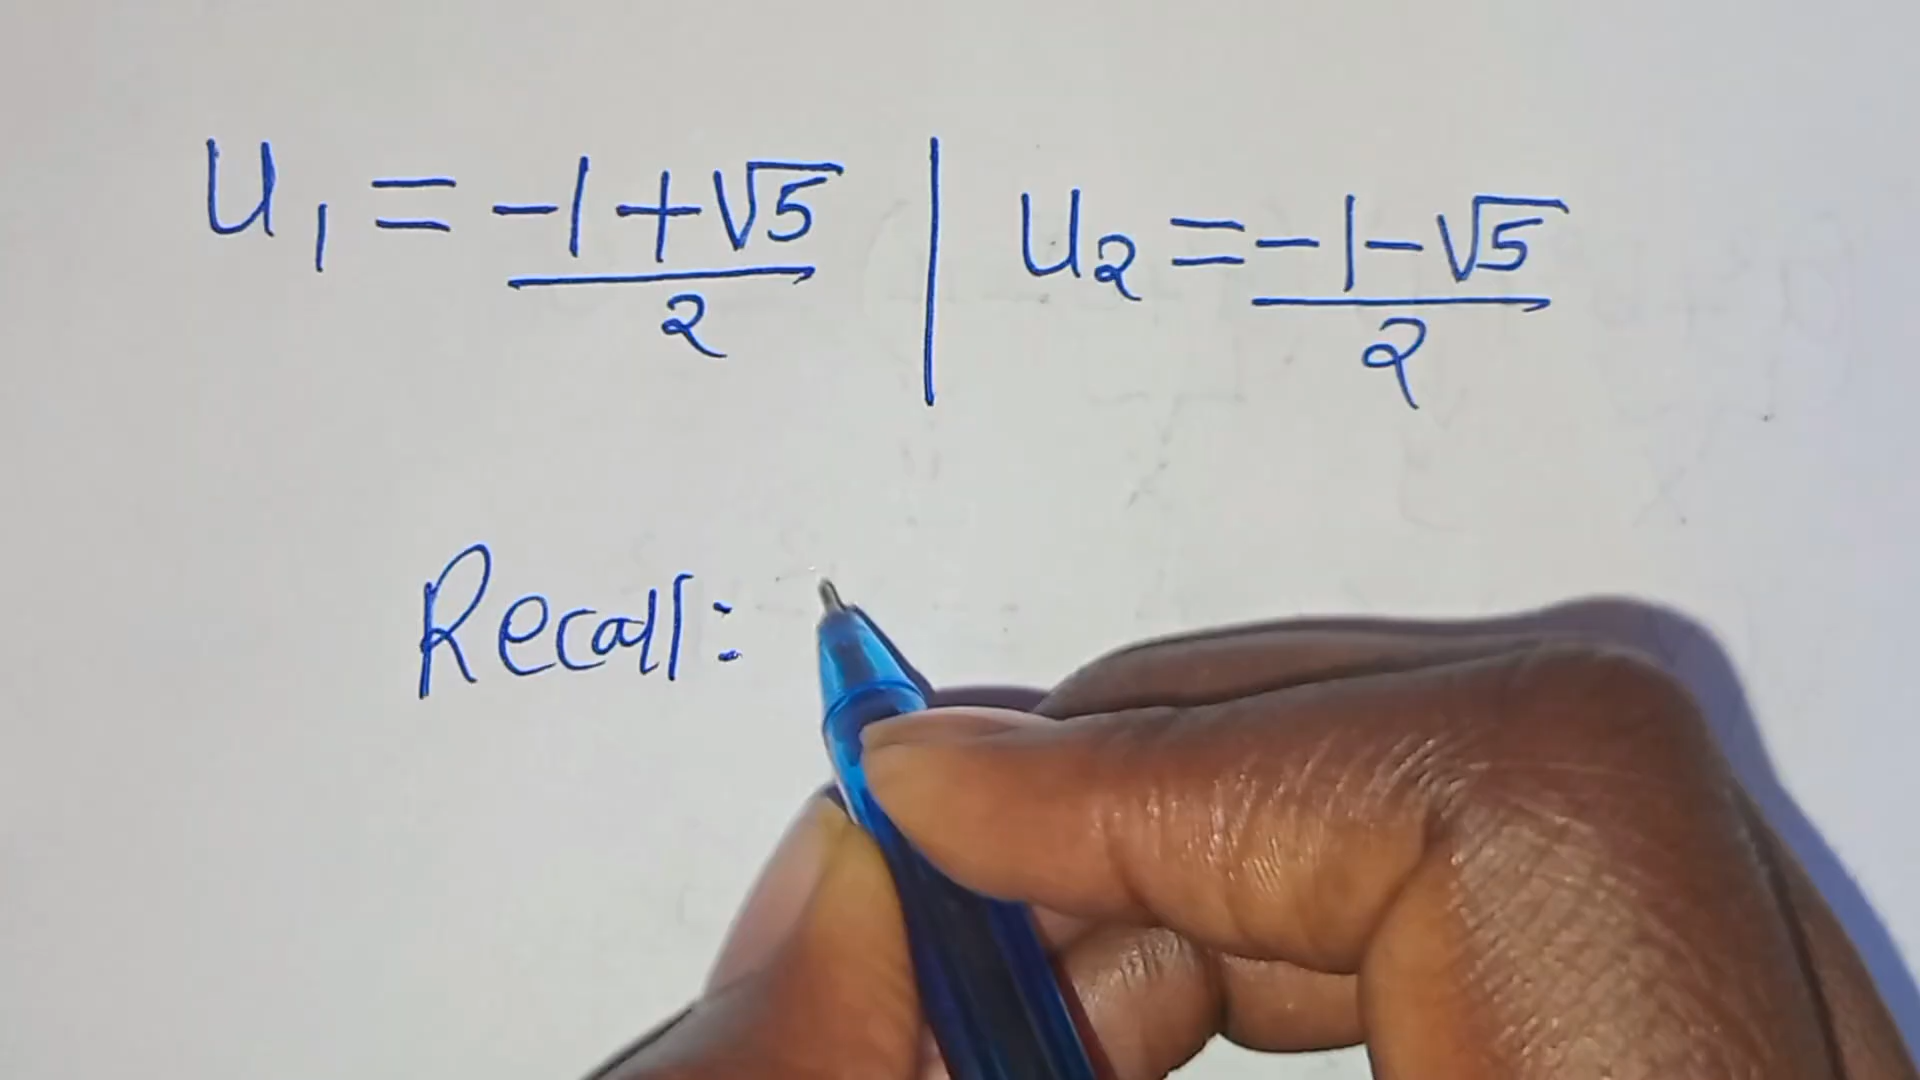 U₁ = (-1+√5)/2 | U₂ = (-1-√5)/2
Recall: